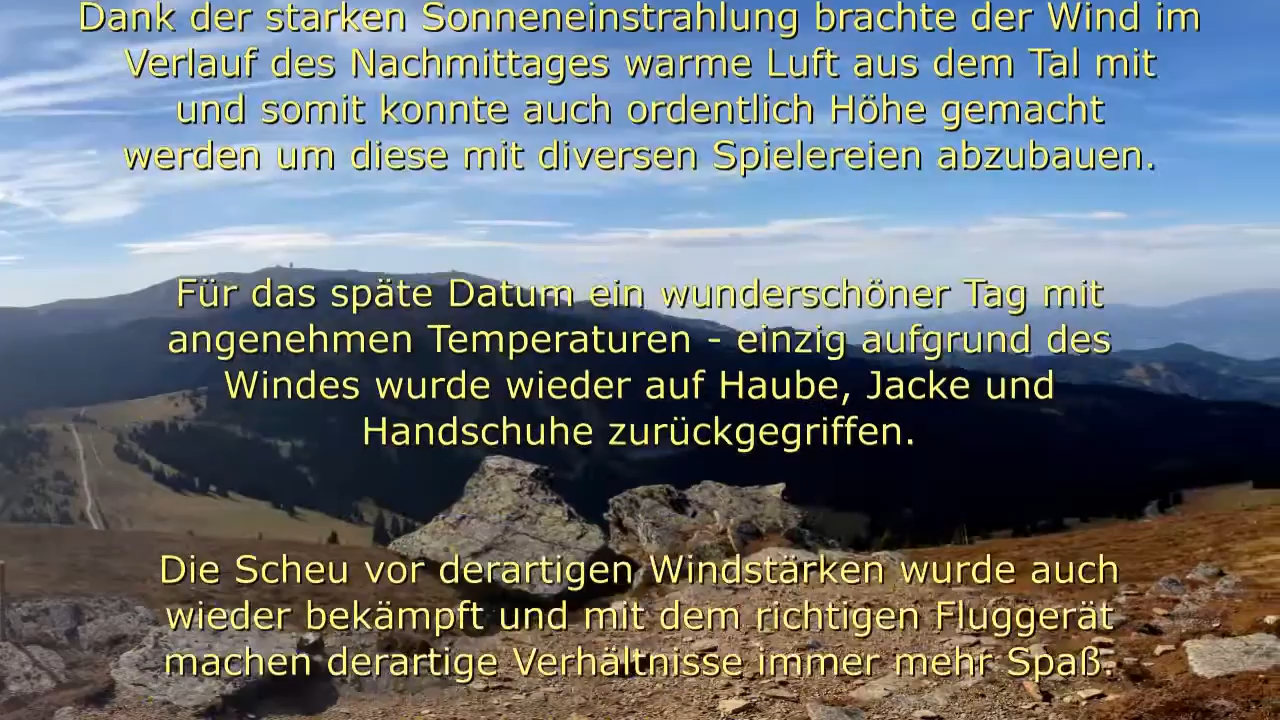 Dank der starken Sonneneinstrahlung brachte der Wind im
Verlauf des Nachmittages warme Luft aus dem Tal mit
und somit konnte auch ordentlich Höhe gemacht
werden um diese mit diversen Spielereien abzubauen.
Für das späte Datum ein wunderschöner Tag mit
angenehmen Temperaturen - einzig aufgrund des
Windes wurde wieder auf Haube, Jacke und
Handschuhe zurückgegriffen.
Die Scheu vor derartigen Windstärken wurde auch
wieder bekämpft und mit dem richtigen Fluggerät
machen derartige Verhältnisse immer mehr Spaß.